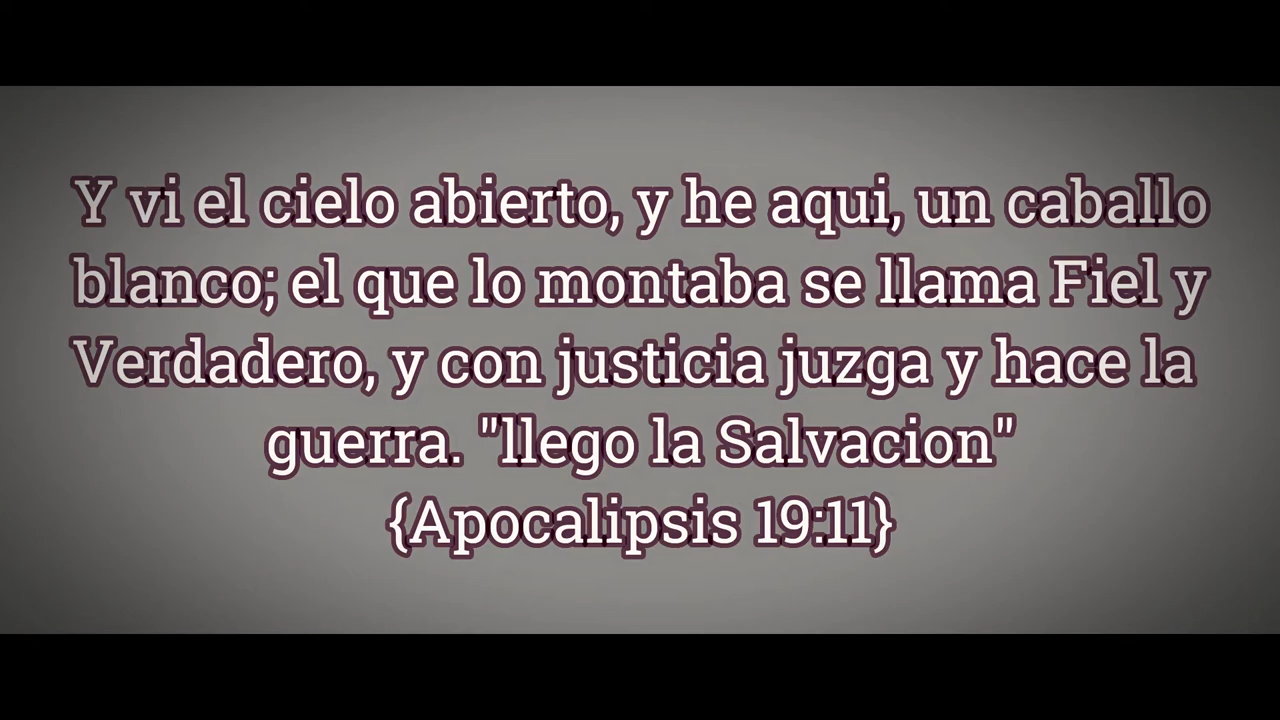 Y vi el cielo abierto, y he aqui, un caballo
blanco; el que lo montaba se llama Fiel y
Verdadero, y con justicia juzga y hace la
guerra. "llego la Salvacion"
{Apocalipsis 19:11}